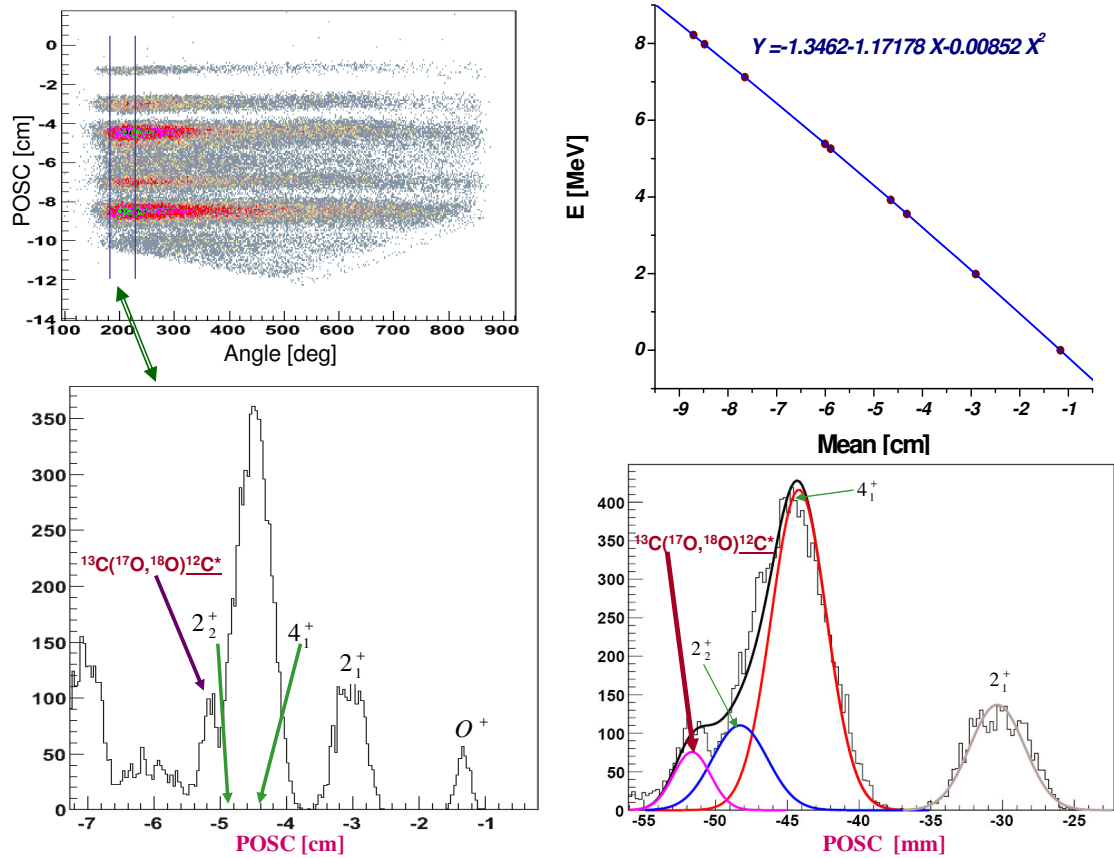 0
-2
-4
-6
-8
-10
-12
-14
POSC [cm]
100 200 300 400 500 600 700 800 900
Angle [deg]
8
6
4
2
0
E [MeV]
Y =-1.3462-1.17178 X-0.00852 X²
-9 -8 -7 -6 -5 -4 -3 -2 -1
Mean [cm]
350
300
250
200
150
100
50
0
¹³C(¹⁷O,¹⁸O)¹²C*
2₂⁺
4₁⁺
2₁⁺
O⁺
-7 -6 -5 -4 -3 -2 -1
POSC [cm]
400
350
300
250
200
150
100
50
0
4₁⁺
¹³C(¹⁷O,¹⁸O)¹²C*
2₂⁺
2₁⁺
-55 -50 -45 -40 -35 -30 -25
POSC [mm]